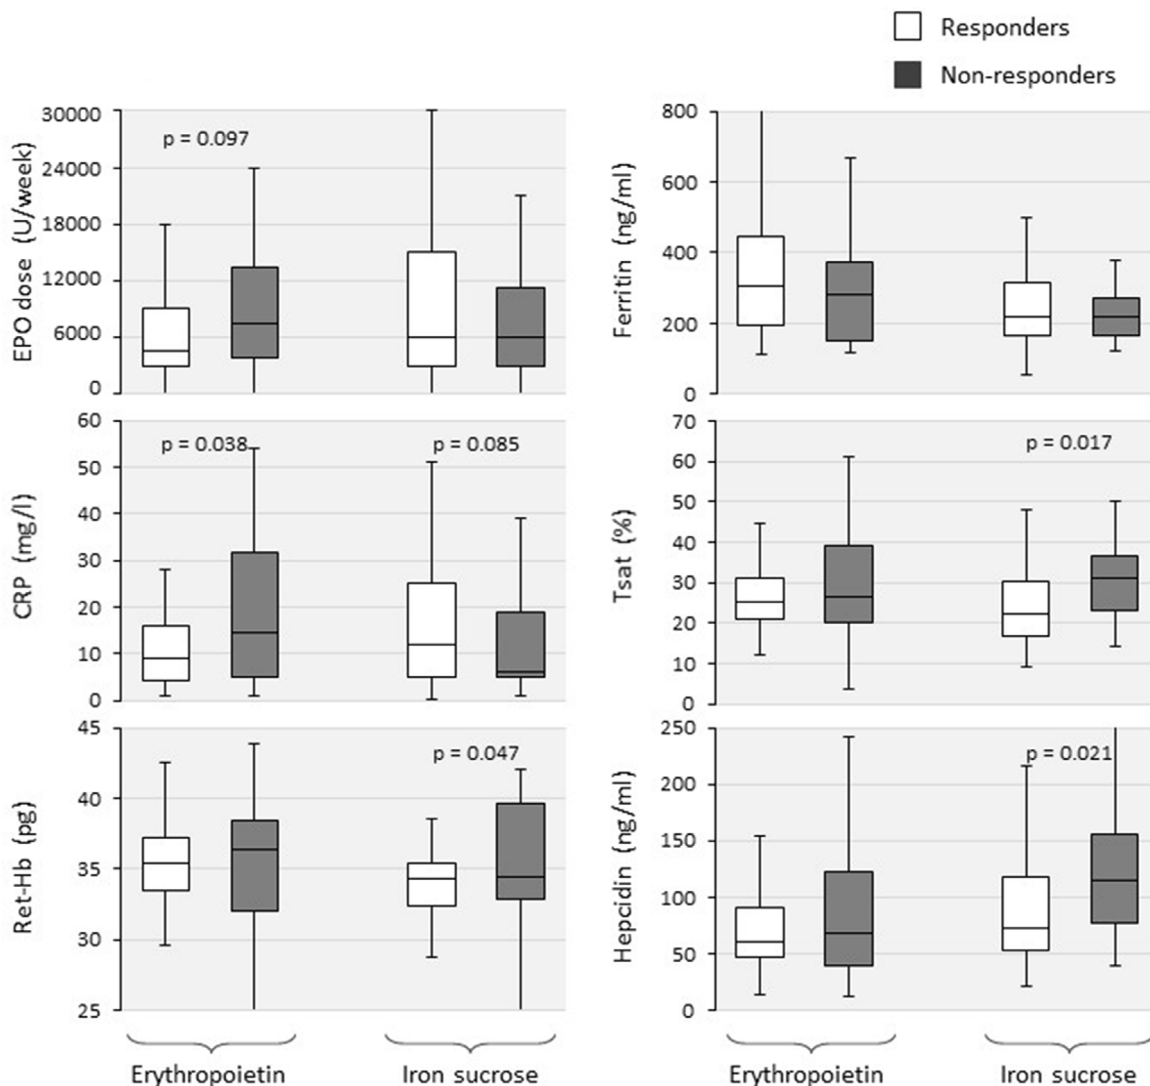 Responders
Non-responders
EPO dose (U/week)
30000
24000
18000
12000
6000
0
p = 0.097
Ferritin (ng/ml)
800
600
400
200
0
CRP (mg/l)
60
50
40
30
20
10
0
p = 0.038
p = 0.085
Tsat (%)
70
60
50
40
30
20
10
0
p = 0.017
Ret-Hb (pg)
45
40
35
30
25
p = 0.047
Hepcidin (ng/ml)
250
200
150
100
50
0
p = 0.021
Erythropoietin
Iron sucrose
Erythropoietin
Iron sucrose